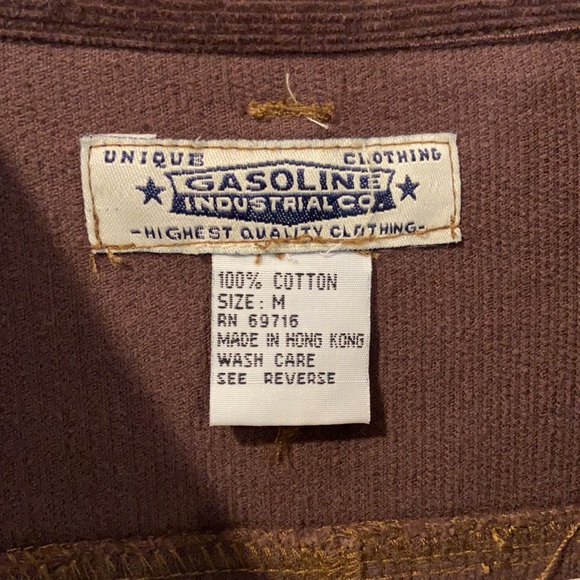 UNIQUE CLOTHING
GASOLINE
INDUSTRIAL CO.
-HIGHEST QUALITY CLOTHING-
100% COTTON
SIZE: M
RN 69716
MADE IN HONG KONG
WASH CARE
SEE REVERSE